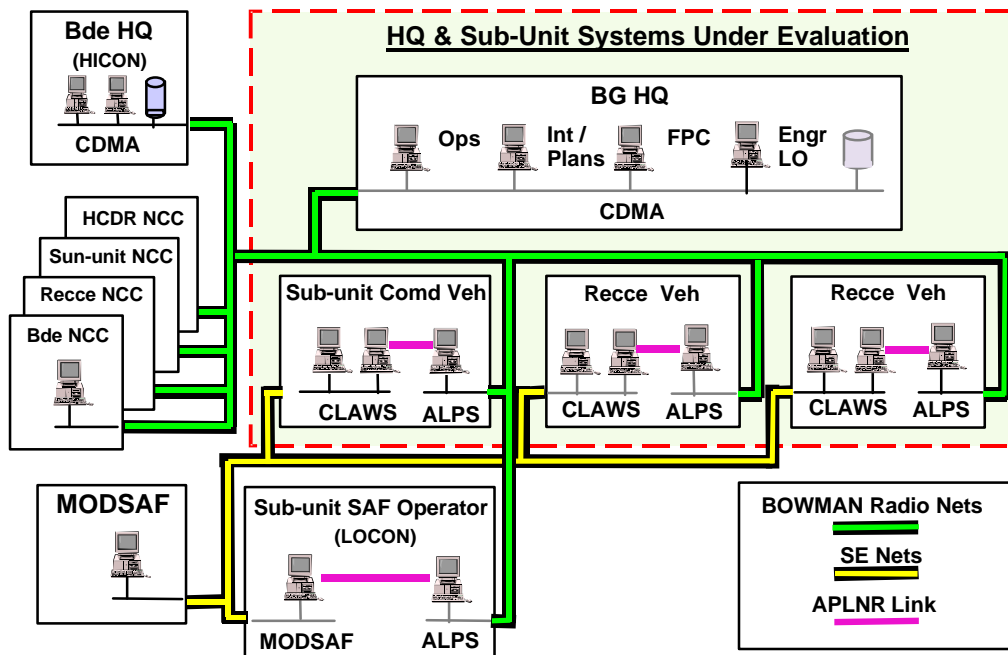 Bde HQ
(HICON)
CDMA
HQ & Sub-Unit Systems Under Evaluation
BG HQ
Ops
Int /
Plans
FPC
Engr
LO
CDMA
HCDR NCC
Sun-unit NCC
Recce NCC
Bde NCC
Sub-unit Comd Veh
CLAWS
ALPS
Recce Veh
CLAWS
ALPS
Recce Veh
CLAWS
ALPS
MODSAF
Sub-unit SAF Operator
(LOCON)
MODSAF
ALPS
BOWMAN Radio Nets
SE Nets
APLNR Link